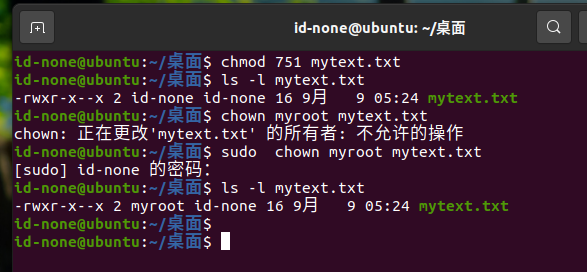 id-none@ubuntu: ~/桌面
id-none@ubuntu:~/桌面$ chmod 751 mytext.txt
id-none@ubuntu:~/桌面$ ls -l mytext.txt
-rwxr-x--x 2 id-none id-none 16 9月   9 05:24 mytext.txt
id-none@ubuntu:~/桌面$ chown myroot mytext.txt
chown: 正在更改'mytext.txt' 的所有者: 不允许的操作
id-none@ubuntu:~/桌面$ sudo  chown myroot mytext.txt
[sudo] id-none 的密码：
id-none@ubuntu:~/桌面$ ls -l mytext.txt
-rwxr-x--x 2 myroot id-none 16 9月   9 05:24 mytext.txt
id-none@ubuntu:~/桌面$
id-none@ubuntu:~/桌面$